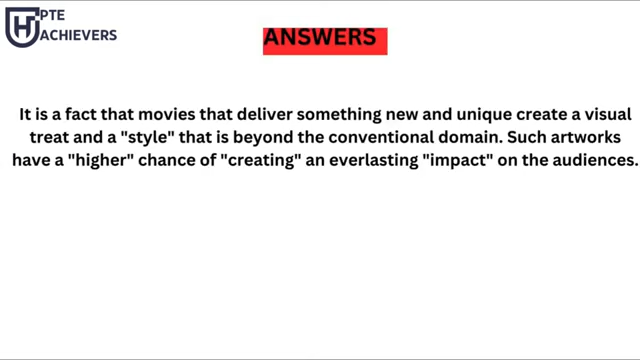 PTE
ACHIEVERS
ANSWERS
It is a fact that movies that deliver something new and unique create a visual
treat and a "style" that is beyond the conventional domain. Such artworks
have a "higher" chance of "creating" an everlasting "impact" on the audiences.